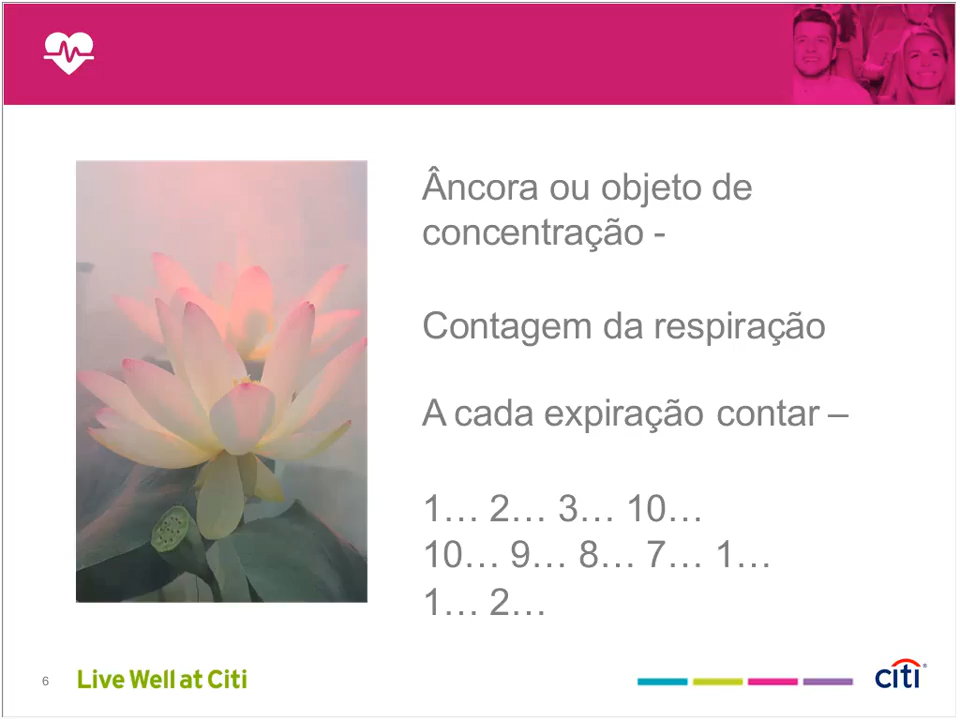 Âncora ou objeto de
concentração -
Contagem da respiração
A cada expiração contar –
1… 2… 3… 10…
10… 9… 8… 7… 1…
1… 2…
6
Live Well at Citi
citi®